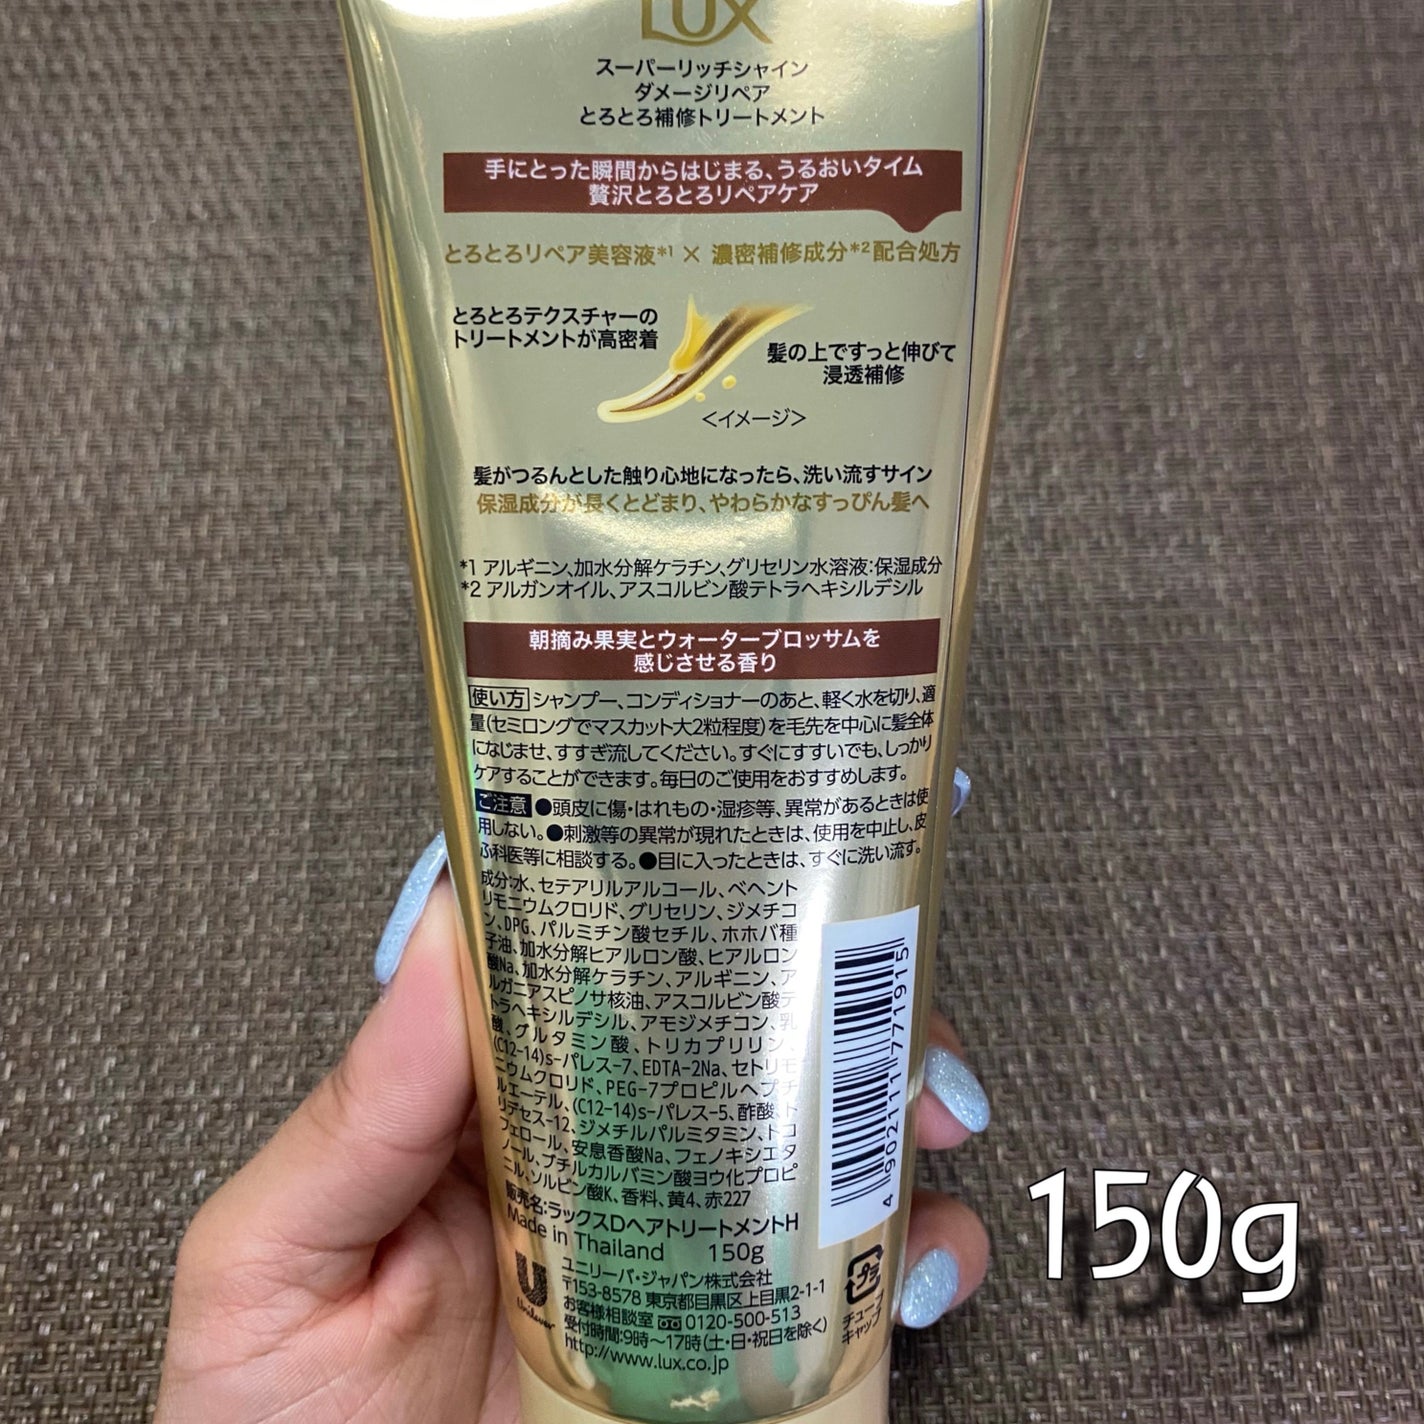 LUX
スーパーリッチシャイン
ダメージリペア
とろとろ補修トリートメント
手にとった瞬間からはじまる、うるおいタイム
贅沢とろとろリペアケア
とろとろリペア美容液*1 × 濃密補修成分*2配合処方
とろとろテクスチャーの
トリートメントが高密着
髪の上ですっと伸びて
浸透補修
<イメージ>
髪がつるんとした触り心地になったら、洗い流すサイン
保湿成分が長くとどまり、やわらかなすっぴん髪へ
*1 アルギニン、加水分解ケラチン、グリセリン水溶液:保湿成分
*2 アルガンオイル、アスコルビン酸テトラヘキシルデシル
朝摘み果実とウォーターブロッサムを
感じさせる香り
使い方 シャンプー、コンディショナーのあと、軽く水を切り、適
量(セミロングでマスカット大2粒程度)を毛先を中心に髪全体
になじませ、すすぎ流してください。すぐにすすいでも、しっかり
ケアすることができます。毎日のご使用をおすすめします。
ご注意 ●頭皮に傷・はれもの・湿疹等、異常があるときは使
用しない。●刺激等の異常が現れたときは、使用を中止し、皮
ふ科医等に相談する。●目に入ったときは、すぐに洗い流す。
成分:水、セテアリルアルコール、ベヘント
リモニウムクロリド、グリセリン、ジメチコ
ン、DPG、パルミチン酸セチル、ホホバ種
子油、加水分解ヒアルロン酸、ヒアルロン
酸Na、加水分解ケラチン、アルギニン、ア
ルガニアスピノサ核油、アスコルビン酸テ
トラヘキシルデシル、アモジメチコン、乳
酸、グルタミン酸、トリカプリリン、
(C12-14)s-パレス-7、EDTA-2Na、セトリモ
ニウムクロリド、PEG-7プロピルヘプチ
ルエーテル、(C12-14)s-パレス-5、酢酸、ト
リデセス-12、ジメチルパルミタミン、トコ
フェロール、安息香酸Na、フェノキシエタ
ノール、ブチルカルバミン酸ヨウ化プロピ
ニル、ソルビン酸K、香料、黄4、赤227
販売名:ラックスDヘアトリートメントH
Made in Thailand 150g
Unilever
ユニリーバ・ジャパン株式会社
〒153-8578 東京都目黒区上目黒2-1-1
お客様相談室 0120-500-513
受付時間:9時〜17時(土・日・祝日を除く)
http://www.lux.co.jp
4 902111 771915
プラ
チューブ
キャップ
150g